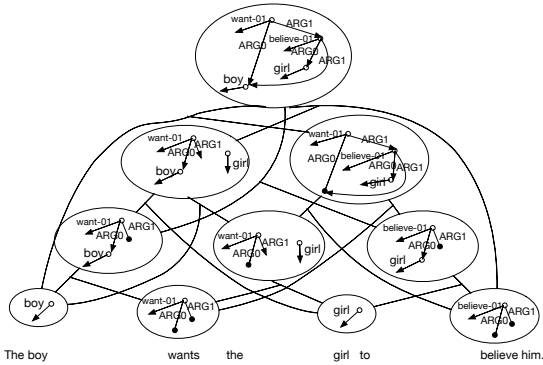 want-01 ARG1
ARG0 believe-01
ARG0
girl ARG1
boy
want-01 ARG1
ARG0
girl
boy
want-01 ARG1
ARG0 believe-01
ARG0 ARG1
girl
want-01 ARG1
ARG0
boy
want-01 ARG1
ARG0
girl
believe-01
ARG1
ARG0
girl
boy
want-01 ARG1
ARG0
girl
believe-01 ARG1
ARG0
The boy wants the girl to believe him.